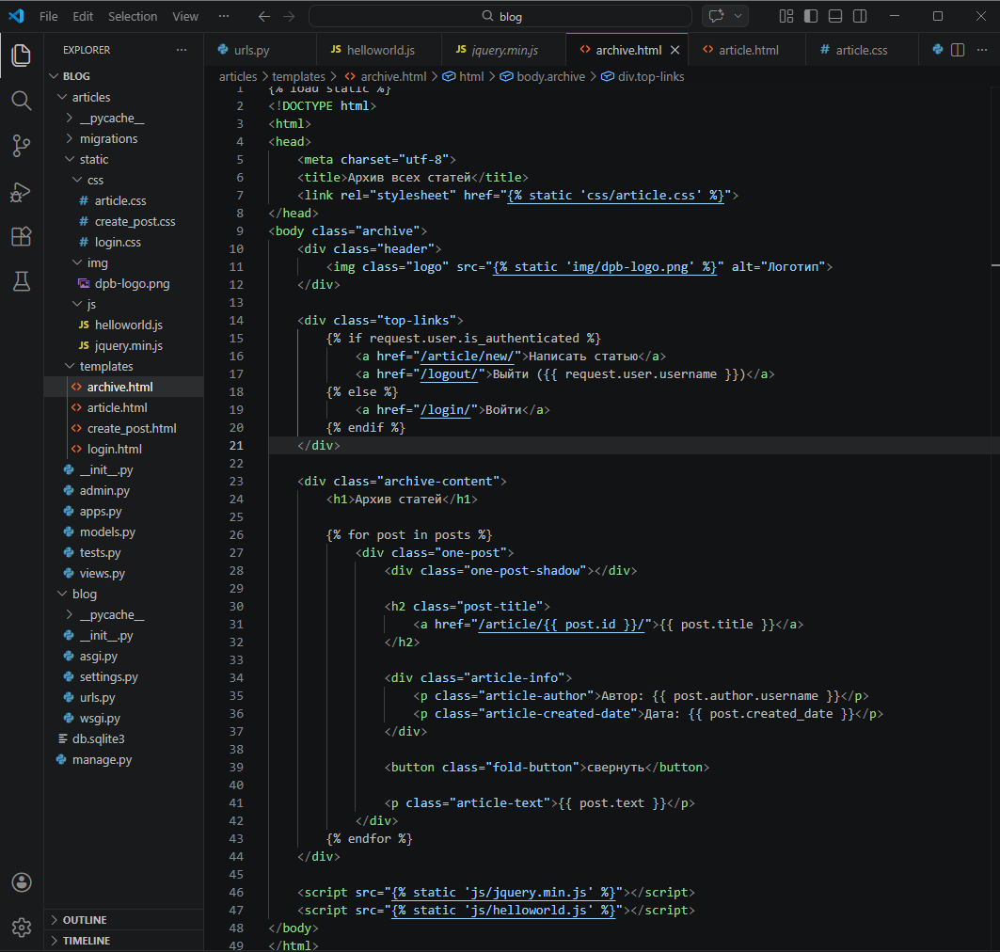 File Edit Selection View ··· blog
EXPLORER ···
BLOG
articles
__pycache__
migrations
static
css
article.css
create_post.css
login.css
img
dpb-logo.png
js
JS helloworld.js
JS jquery.min.js
templates
archive.html
article.html
create_post.html
login.html
__init__.py
admin.py
apps.py
models.py
tests.py
views.py
blog
__pycache__
__init__.py
asgi.py
settings.py
urls.py
wsgi.py
db.sqlite3
manage.py
OUTLINE
TIMELINE
urls.py JS helloworld.js JS jquery.min.js archive.html article.html # article.css ···
articles > templates > archive.html > html > body.archive > div.top-links
1 {% load static %}
2 <!DOCTYPE html>
3 <html>
4 <head>
5 <meta charset="utf-8">
6 <title>Архив всех статей</title>
7 <link rel="stylesheet" href="{% static 'css/article.css' %}">
8 </head>
9 <body class="archive">
10 <div class="header">
11 <img class="logo" src="{% static 'img/dpb-logo.png' %}" alt="Логотип">
12 </div>
13
14 <div class="top-links">
15 {% if request.user.is_authenticated %}
16 <a href="/article/new/">Написать статью</a>
17 <a href="/logout/">Выйти ({{ request.user.username }})</a>
18 {% else %}
19 <a href="/login/">Войти</a>
20 {% endif %}
21 </div>
22
23 <div class="archive-content">
24 <h1>Архив статей</h1>
25
26 {% for post in posts %}
27 <div class="one-post">
28 <div class="one-post-shadow"></div>
29
30 <h2 class="post-title">
31 <a href="/article/{{ post.id }}/">{{ post.title }}</a>
32 </h2>
33
34 <div class="article-info">
35 <p class="article-author">Автор: {{ post.author.username }}</p>
36 <p class="article-created-date">Дата: {{ post.created_date }}</p>
37 </div>
38
39 <button class="fold-button">свернуть</button>
40
41 <p class="article-text">{{ post.text }}</p>
42 </div>
43 {% endfor %}
44 </div>
45
46 <script src="{% static 'js/jquery.min.js' %}"></script>
47 <script src="{% static 'js/helloworld.js' %}"></script>
48 </body>
49 </html>